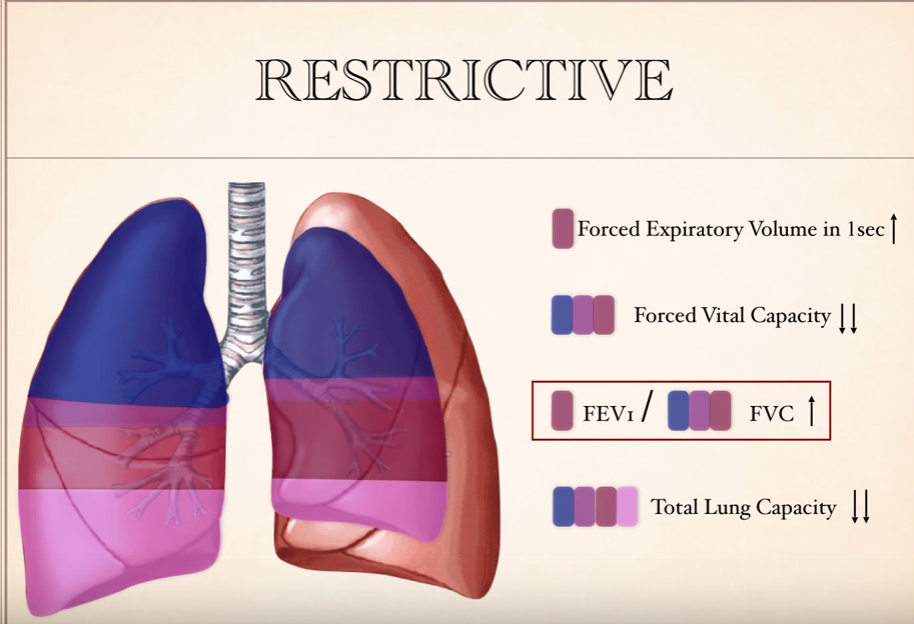 RESTRICTIVE
Forced Expiratory Volume in 1sec ↑
Forced Vital Capacity ↓↓
FEV1 / FVC ↑
Total Lung Capacity ↓↓